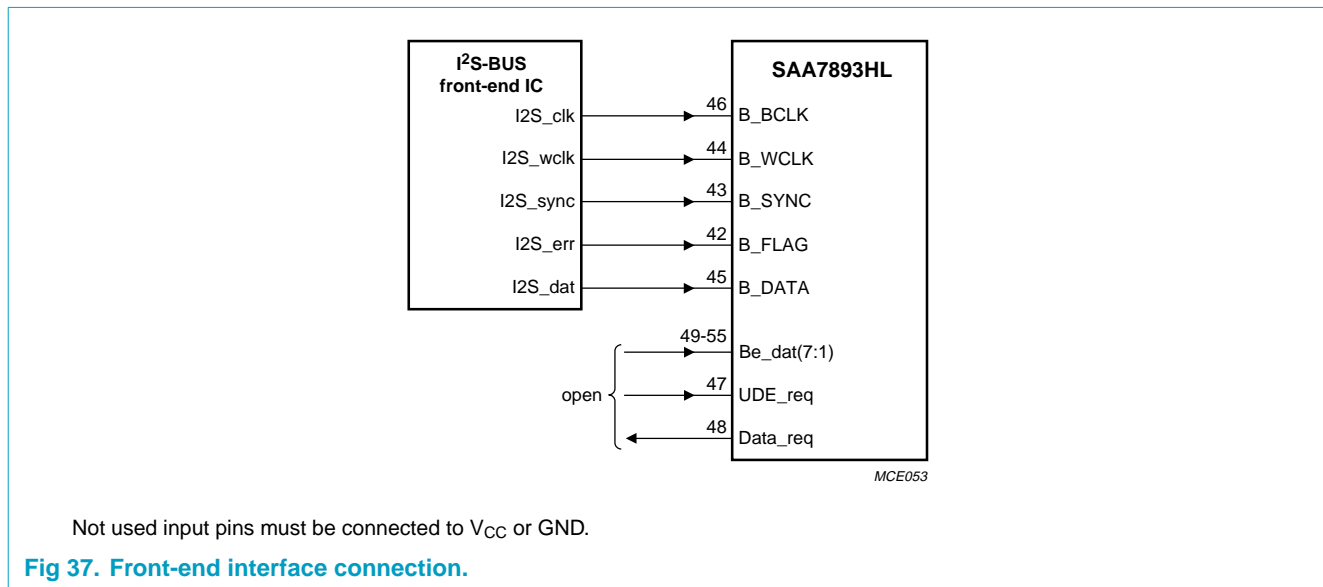 I2S-BUS
front-end IC
SAA7893HL
I2S_clk 46 B_BCLK
I2S_wclk 44 B_WCLK
I2S_sync 43 B_SYNC
I2S_err 42 B_FLAG
I2S_dat 45 B_DATA
49-55 Be_dat(7:1)
open 47 UDE_req
48 Data_req
MCE053
Not used input pins must be connected to VCC or GND.
Fig 37. Front-end interface connection.